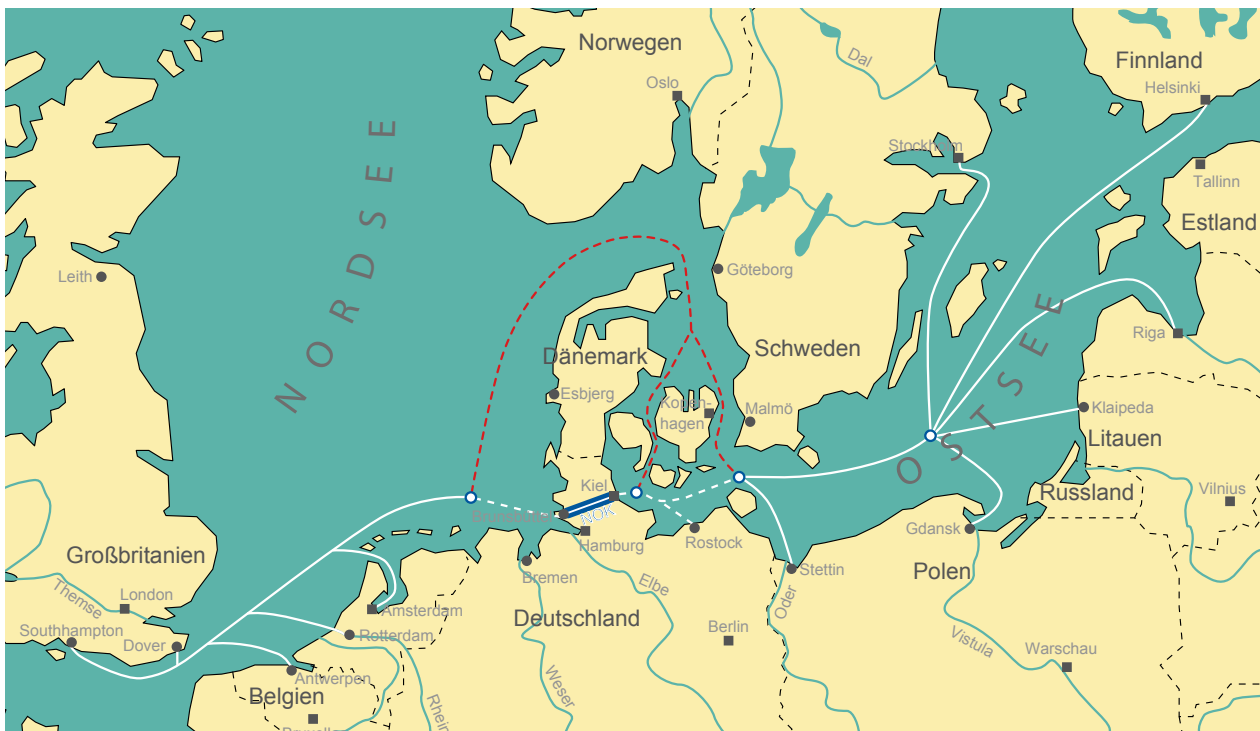 Norwegen
Finnland
Dal
Oslo
Helsinki
NORDSEE
Stockholm
Tallinn
Estland
Leith
Göteborg
Riga
Dänemark
Schweden
Esbjerg
Kopen-
hagen
Malmö
Klaipeda
Litauen
OSTSEE
Kiel
Russland
Vilnius
Brunsbüttel
NOK
Hamburg
Rostock
Gdansk
Großbritanien
Bremen
Elbe
Stettin
Polen
Themse
London
Amsterdam
Deutschland
Oder
Southhampton
Dover
Rotterdam
Berlin
Vistula
Warschau
Antwerpen
Weser
Belgien
Rhein